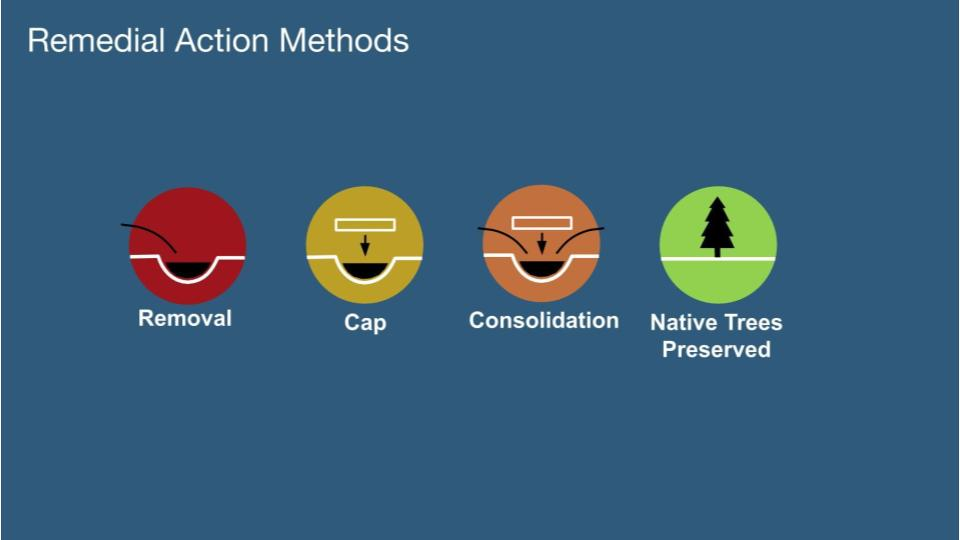 Remedial Action Methods
Removal
Cap
Consolidation
Native Trees
Preserved